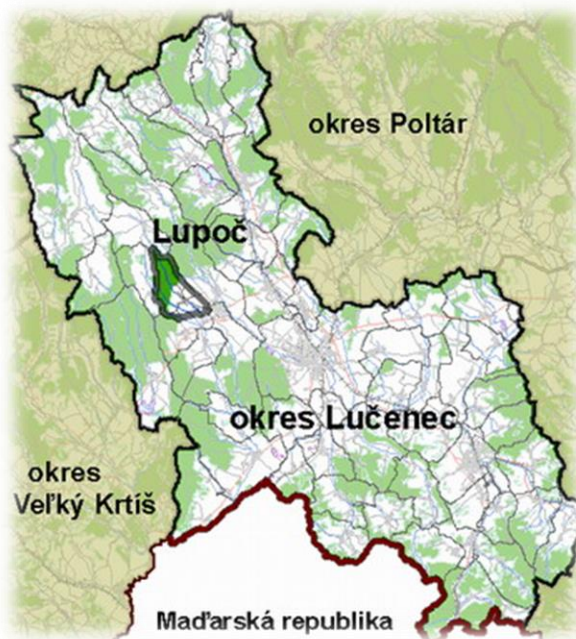 okres Poltár
Lupoč
okres Lučenec
okres
Veľký Krtíš
Maďarská republika